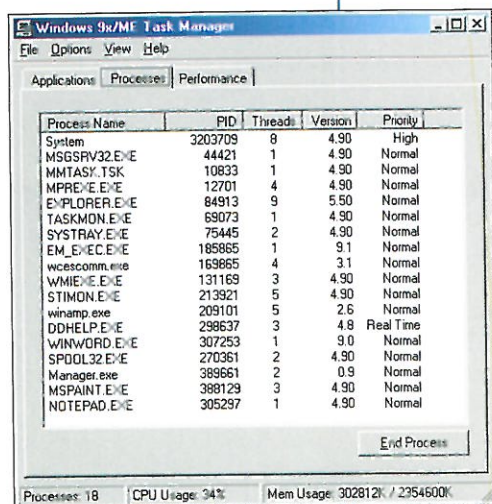 Windows 9x/ME Task Manager
File Options View Help
Applications Processes Performance
Process Name PID Threads Version Priority
System 3203709 8 4.90 High
MSGSRV32.EXE 44421 1 4.90 Normal
MMTASK.TSK 10833 1 4.90 Normal
MPREXE.EXE 12701 4 4.90 Normal
EXPLORER.EXE 84913 9 5.50 Normal
TASKMON.EXE 69073 1 4.90 Normal
SYSTRAY.EXE 75445 2 4.90 Normal
EM_EXEC.EXE 185865 1 9.1 Normal
wcescomm.exe 169865 4 3.1 Normal
WMIEXE.EXE 131169 3 4.90 Normal
STIMON.EXE 213921 5 4.90 Normal
winamp.exe 209101 5 2.6 Normal
DDHELP.EXE 298637 3 4.8 Real Time
WINWORD.EXE 307253 1 9.0 Normal
SPOOL32.EXE 270361 2 4.90 Normal
Manager.exe 389661 2 0.9 Normal
MSPAINT.EXE 388129 3 4.90 Normal
NOTEPAD.EXE 305297 1 4.90 Normal
End Process
Processes: 18 CPU Usage: 34% Mem Usage: 302812K / 2354600K